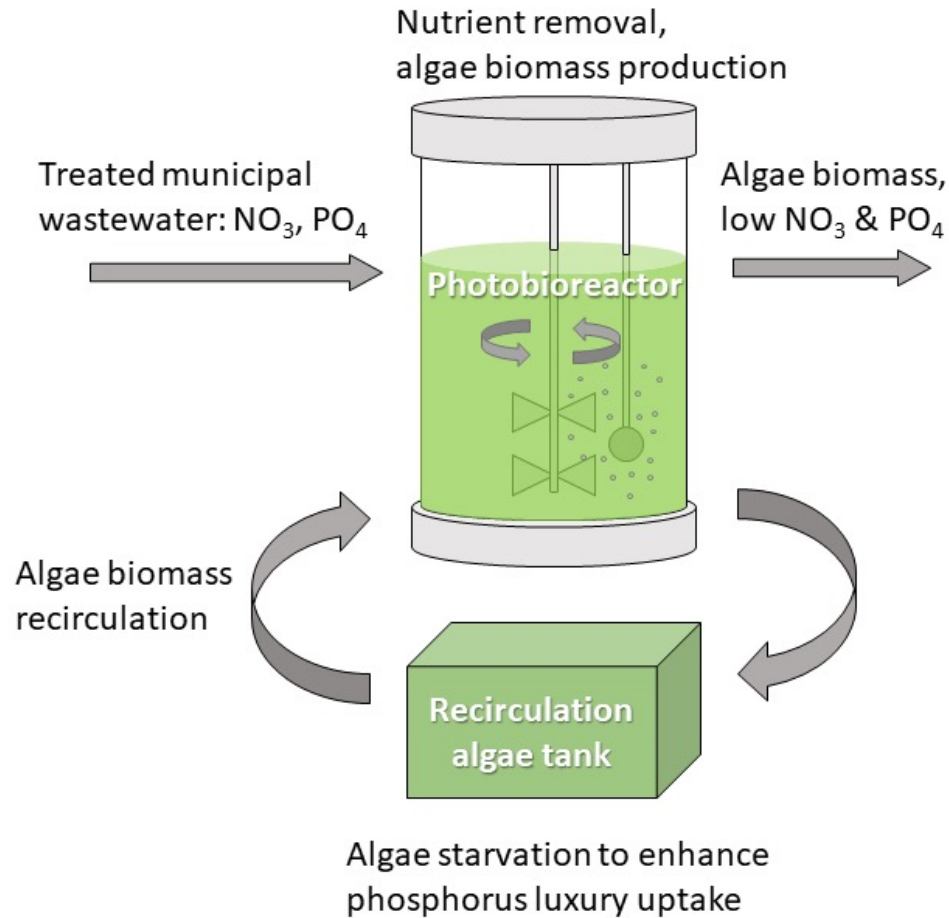 Nutrient removal,
algae biomass production
Treated municipal
wastewater: NO₃, PO₄
Algae biomass,
low NO₃ & PO₄
Photobioreactor
Algae biomass
recirculation
Recirculation
algae tank
Algae starvation to enhance
phosphorus luxury uptake